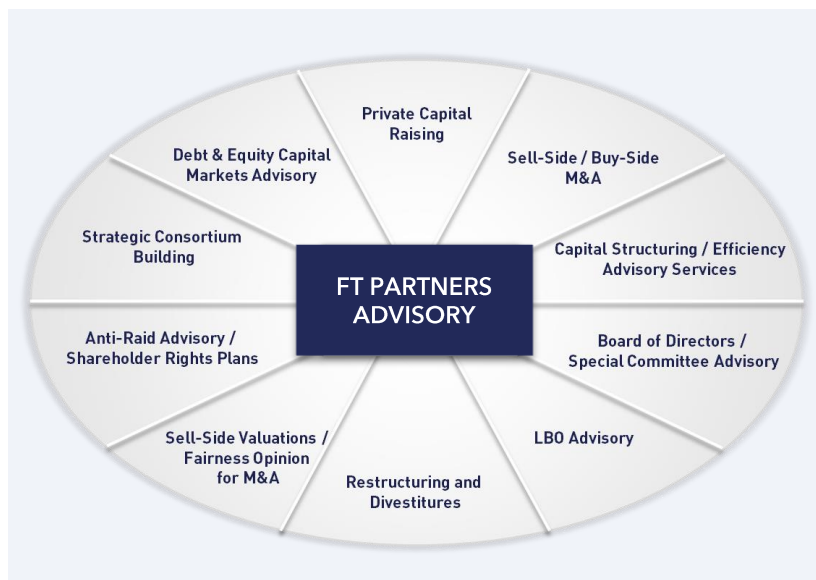 Private Capital
Raising
Debt & Equity Capital
Markets Advisory
Sell-Side / Buy-Side
M&A
Strategic Consortium
Building
Capital Structuring / Efficiency
Advisory Services
FT PARTNERS
ADVISORY
Anti-Raid Advisory /
Shareholder Rights Plans
Board of Directors /
Special Committee Advisory
Sell-Side Valuations /
Fairness Opinion
for M&A
LBO Advisory
Restructuring and
Divestitures